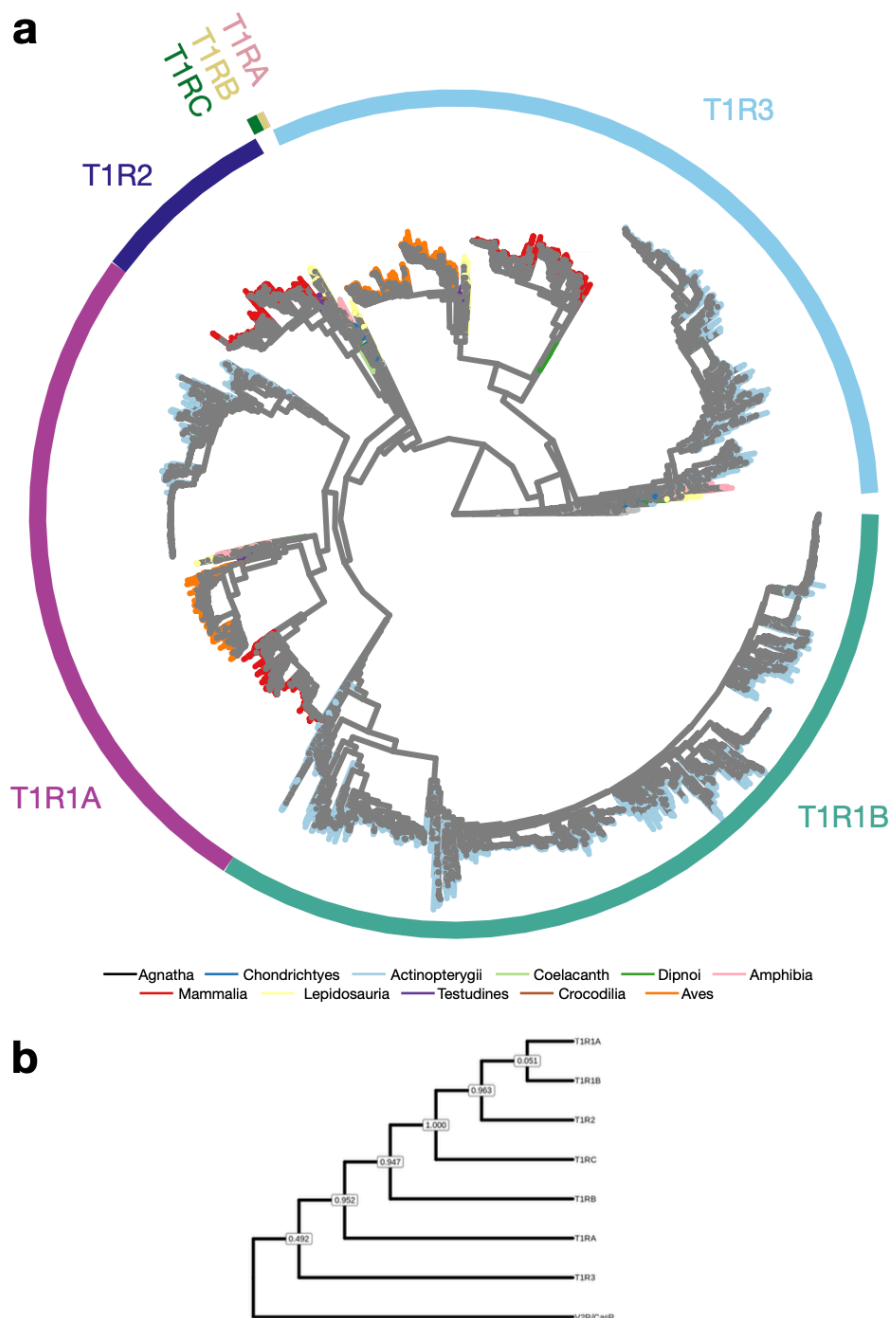 a
T1RA
T1RB
T1RC
T1R3
T1R2
T1R1A
T1R1B
Agnatha Chondrichtyes Actinopterygii Coelacanth Dipnoi Amphibia
Mammalia Lepidosauria Testudines Crocodilia Aves
b
T1R1A
0.051
T1R1B
0.963
T1R2
1.000
T1RC
0.947
T1RB
0.952
T1RA
0.492
T1R3